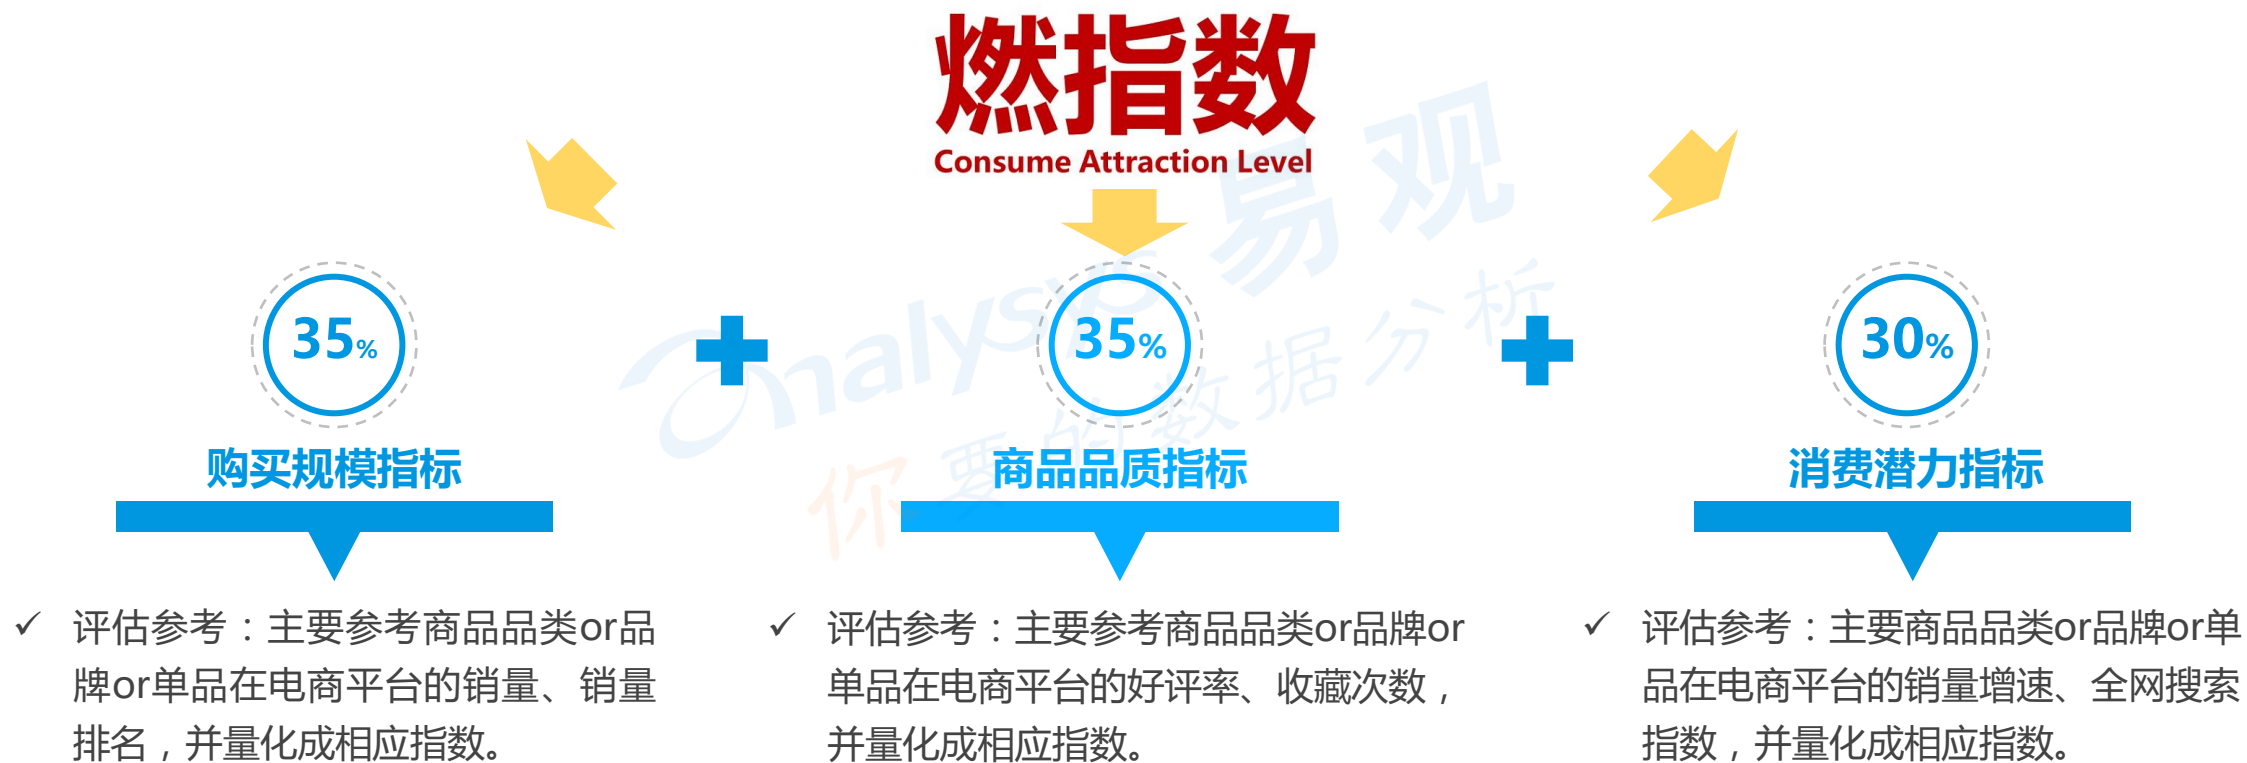 燃指数
Consume Attraction Level
35%
35%
30%
购买规模指标
商品品质指标
消费潜力指标
评估参考：主要参考商品品类or品
牌or单品在电商平台的销量、销量
排名，并量化成相应指数。
评估参考：主要参考商品品类or品牌or
单品在电商平台的好评率、收藏次数，
并量化成相应指数。
评估参考：主要商品品类or品牌or单
品在电商平台的销量增速、全网搜索
指数，并量化成相应指数。
analysys 易观
你要的数据分析